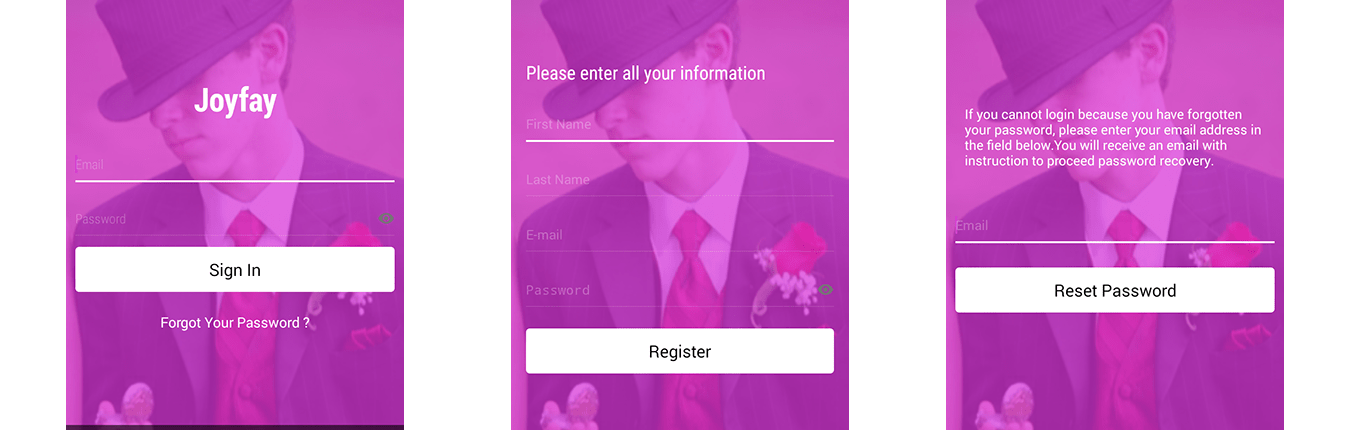 Joyfay
Email
Password
Sign In
Forgot Your Password ?
Please enter all your information
First Name
Last Name
E-mail
Password
Register
If you cannot login because you have forgotten
your password, please enter your email address in
the field below.You will receive an email with
instruction to proceed password recovery.
Email
Reset Password